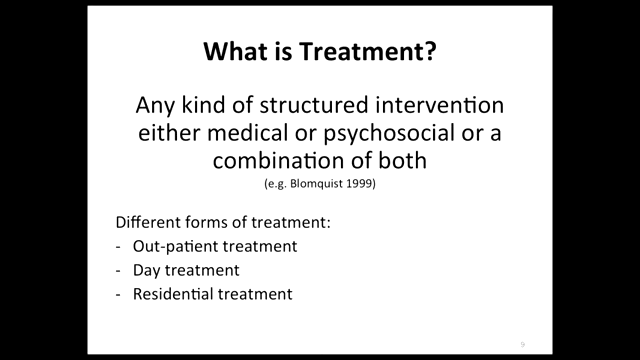 What is Treatment?
Any kind of structured intervention
either medical or psychosocial or a
combination of both
(e.g. Blomquist 1999)
Different forms of treatment:
- Out-patient treatment
- Day treatment
- Residential treatment
9